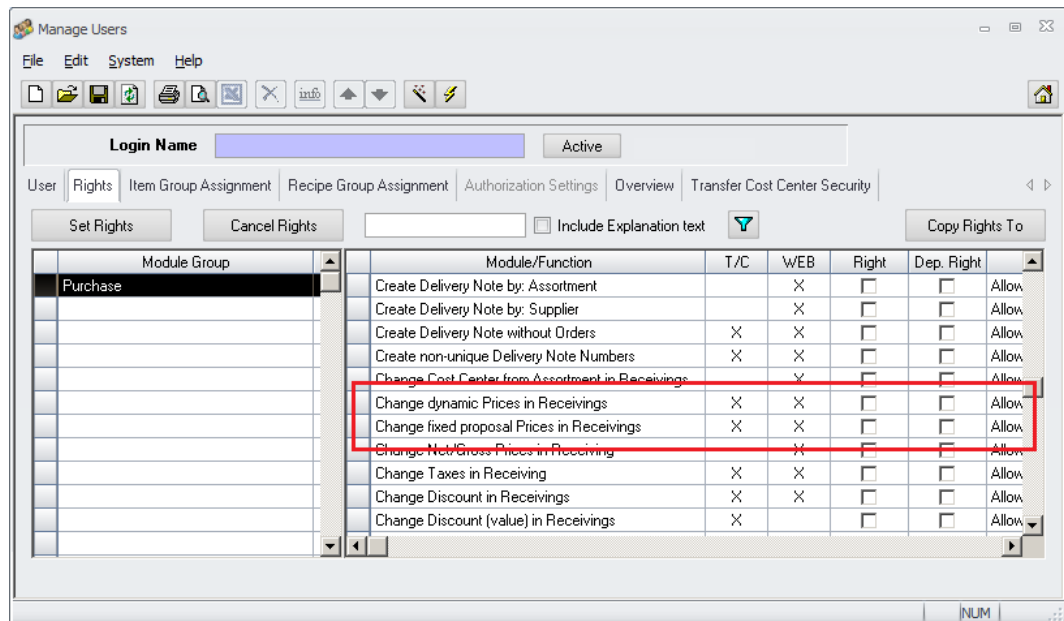 Manage Users
File Edit System Help
info
Login Name Active
User Rights Item Group Assignment Recipe Group Assignment Authorization Settings Overview Transfer Cost Center Security
Set Rights Cancel Rights Include Explanation text Copy Rights To
Module Group Module/Function T/C WEB Right Dep. Right
Purchase Create Delivery Note by: Assortment X Allow
Create Delivery Note by: Supplier X Allow
Create Delivery Note without Orders X X Allow
Create non-unique Delivery Note Numbers X X Allow
Change Cost Center from Assortment in Receivings X Allow
Change dynamic Prices in Receivings X X Allow
Change fixed proposal Prices in Receivings X X Allow
Change Net/Gross Prices in Receiving X Allow
Change Taxes in Receiving X X Allow
Change Discount in Receivings X X Allow
Change Discount (value) in Receivings X Allow
NUM